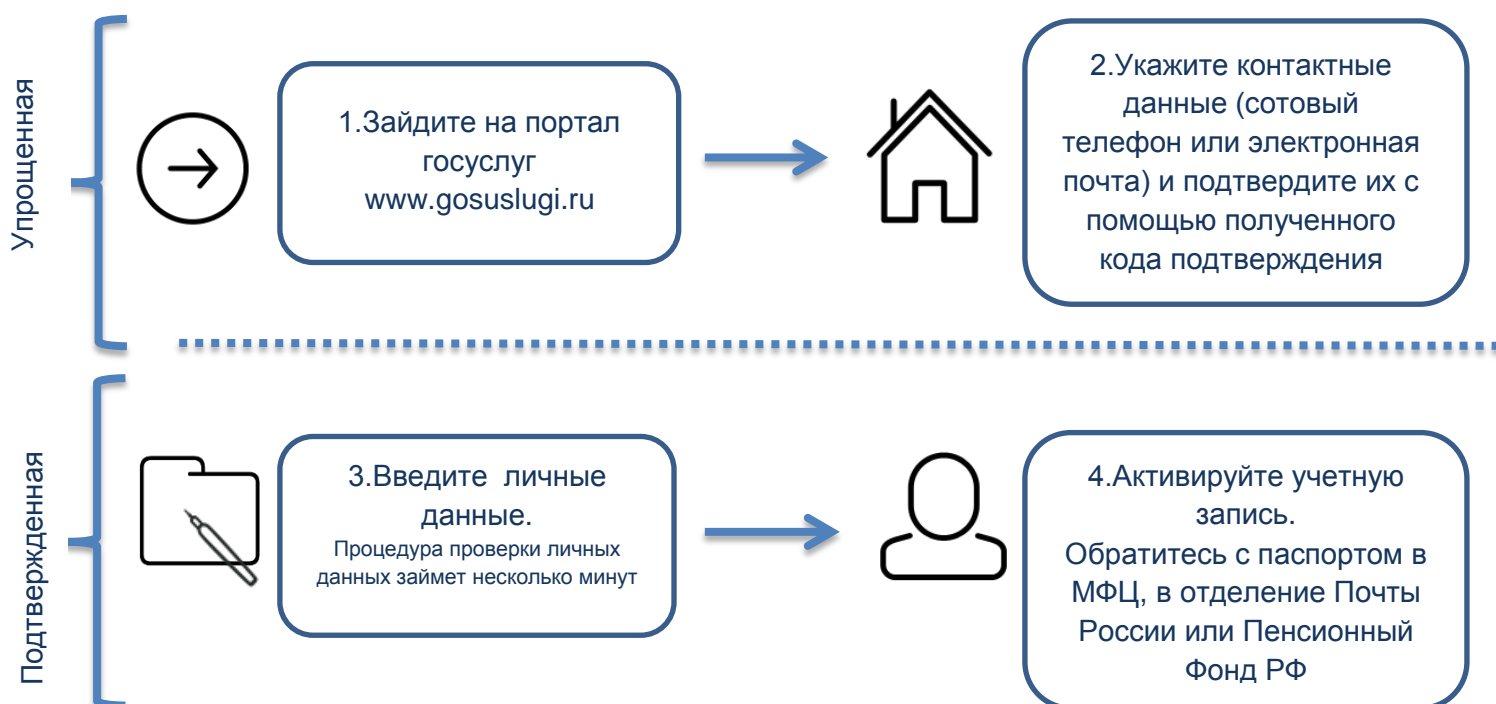 Упрощенная
1.Зайдите на портал
госуслуг
www.gosuslugi.ru
2.Укажите контактные
данные (сотовый
телефон или электронная
почта) и подтвердите их с
помощью полученного
кода подтверждения
Подтвержденная
3.Введите личные
данные.
Процедура проверки личных
данных займет несколько минут
4.Активируйте учетную
запись.
Обратитесь с паспортом в
МФЦ, в отделение Почты
России или Пенсионный
Фонд РФ